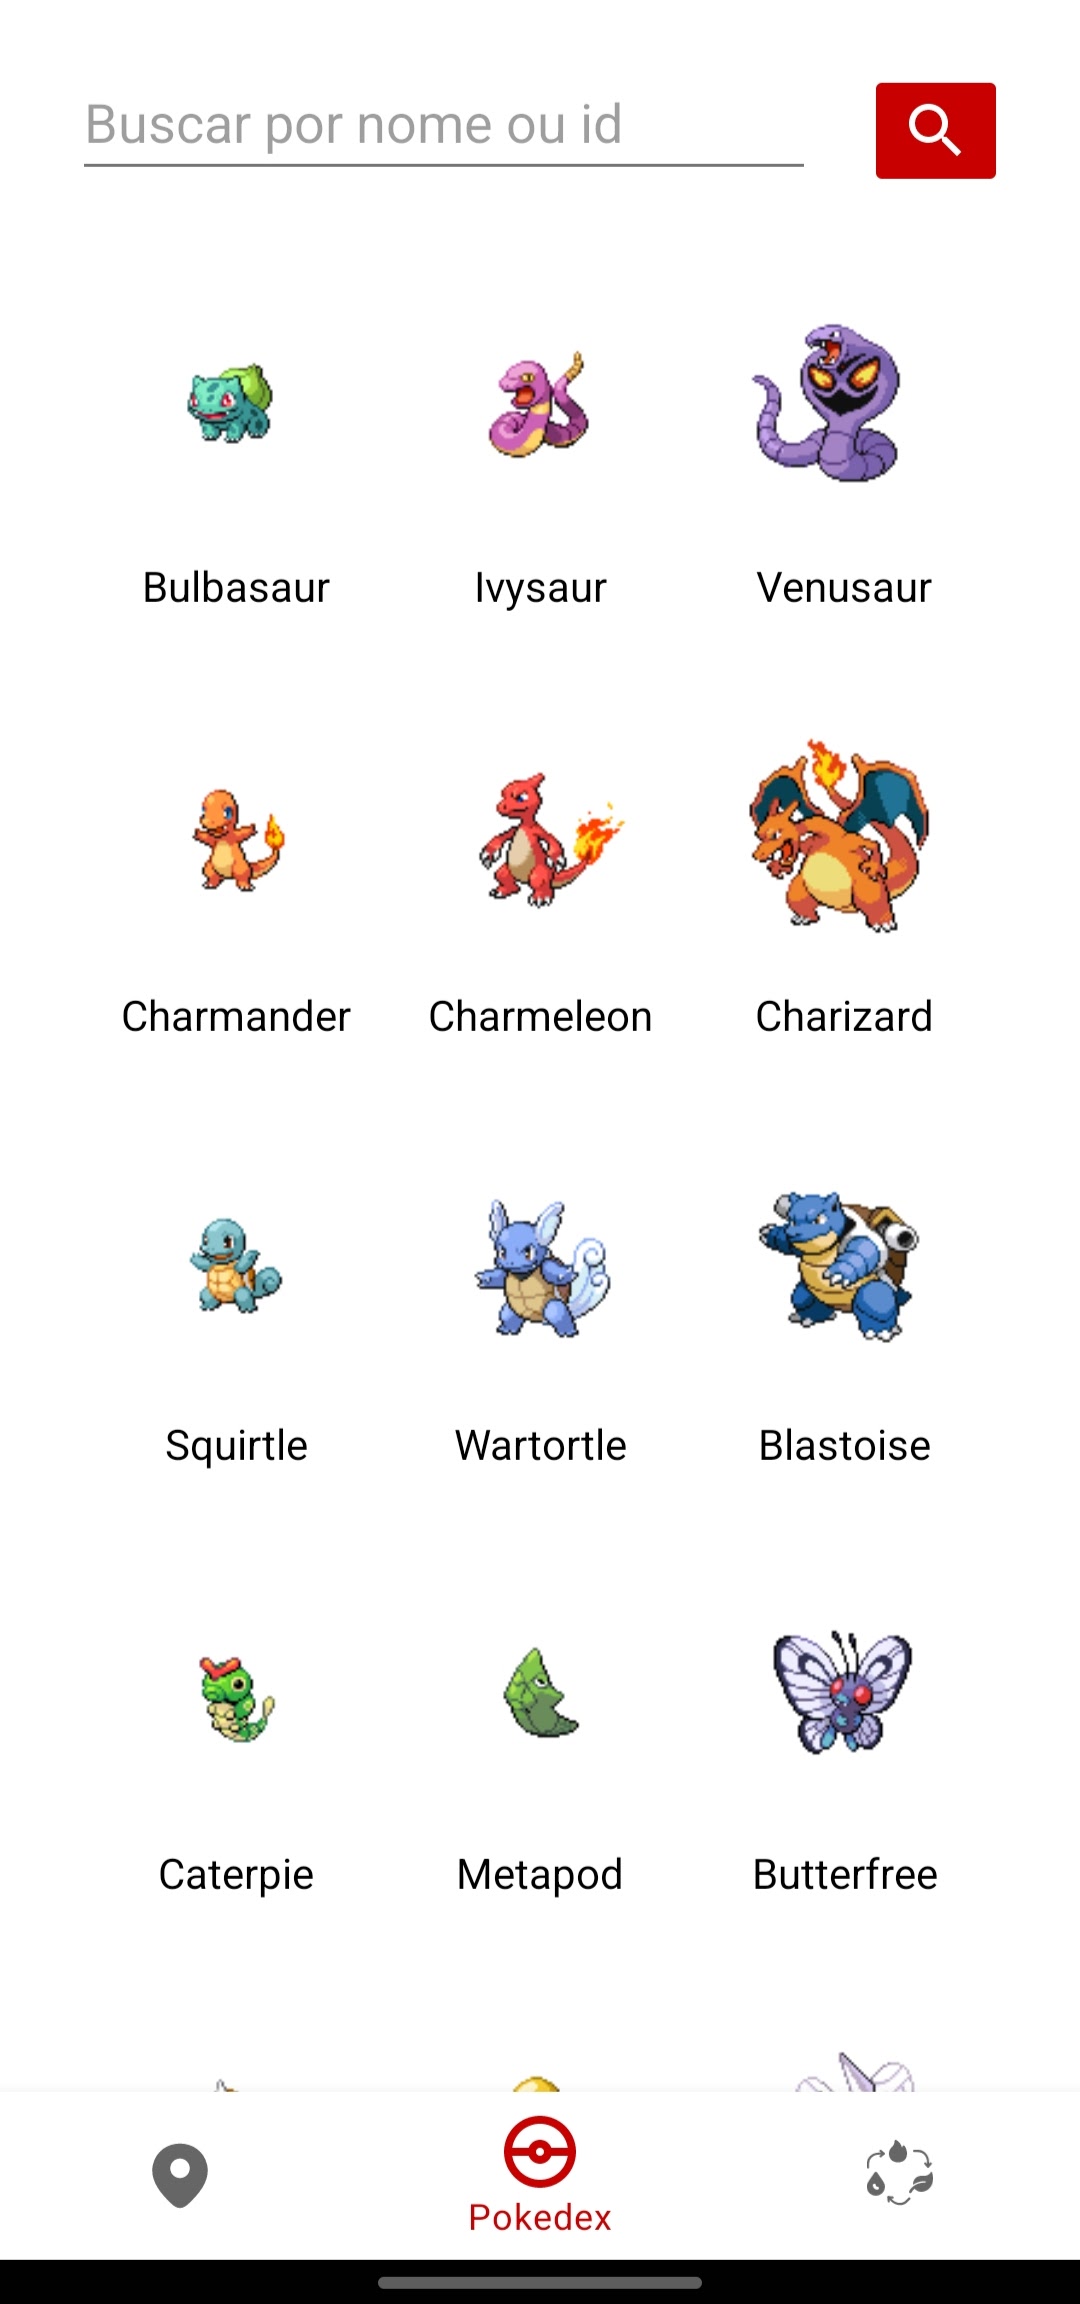 Buscar por nome ou id
Bulbasaur
Ivysaur
Venusaur
Charmander
Charmeleon
Charizard
Squirtle
Wartortle
Blastoise
Caterpie
Metapod
Butterfree
Pokedex